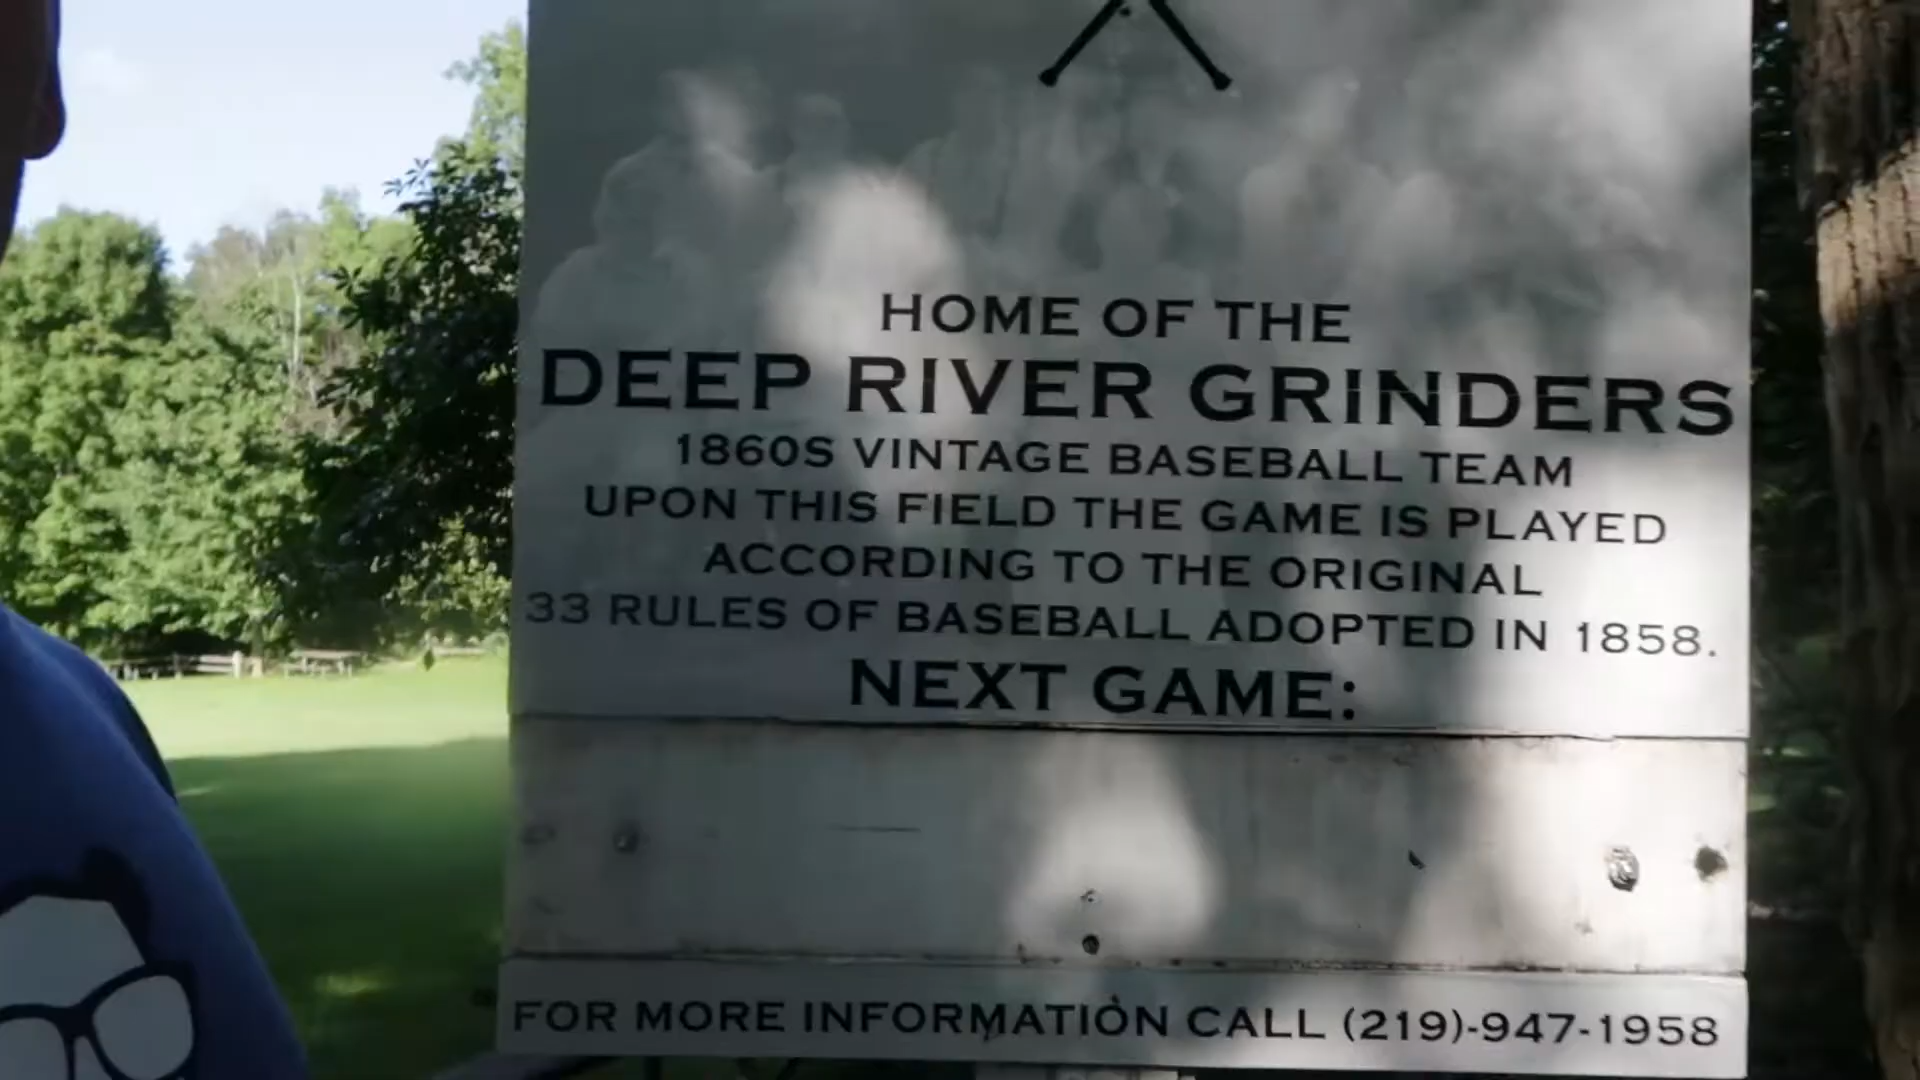 HOME OF THE
DEEP RIVER GRINDERS
1860S VINTAGE BASEBALL TEAM
UPON THIS FIELD THE GAME IS PLAYED
ACCORDING TO THE ORIGINAL
33 RULES OF BASEBALL ADOPTED IN 1858.
NEXT GAME:
FOR MORE INFORMATION CALL (219)-947-1958